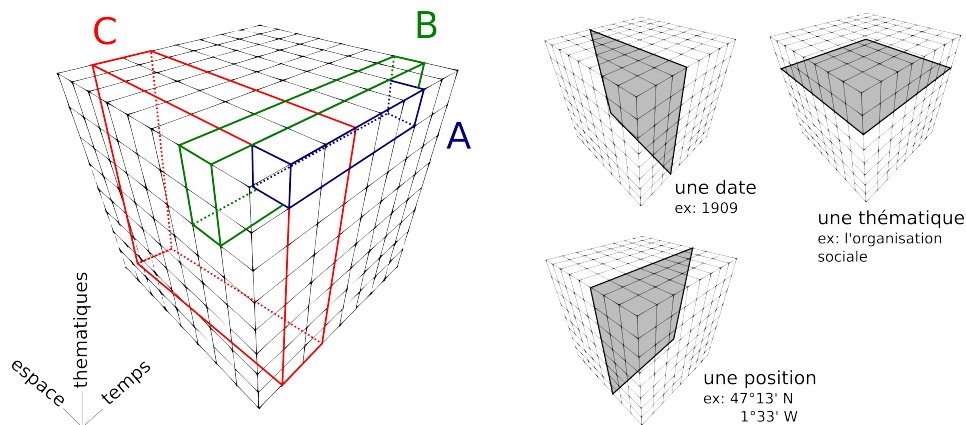 C
B
A
espace
thematiques
temps
une date
ex: 1909
une thématique
ex: l'organisation
sociale
une position
ex: 47°13' N
1°33' W